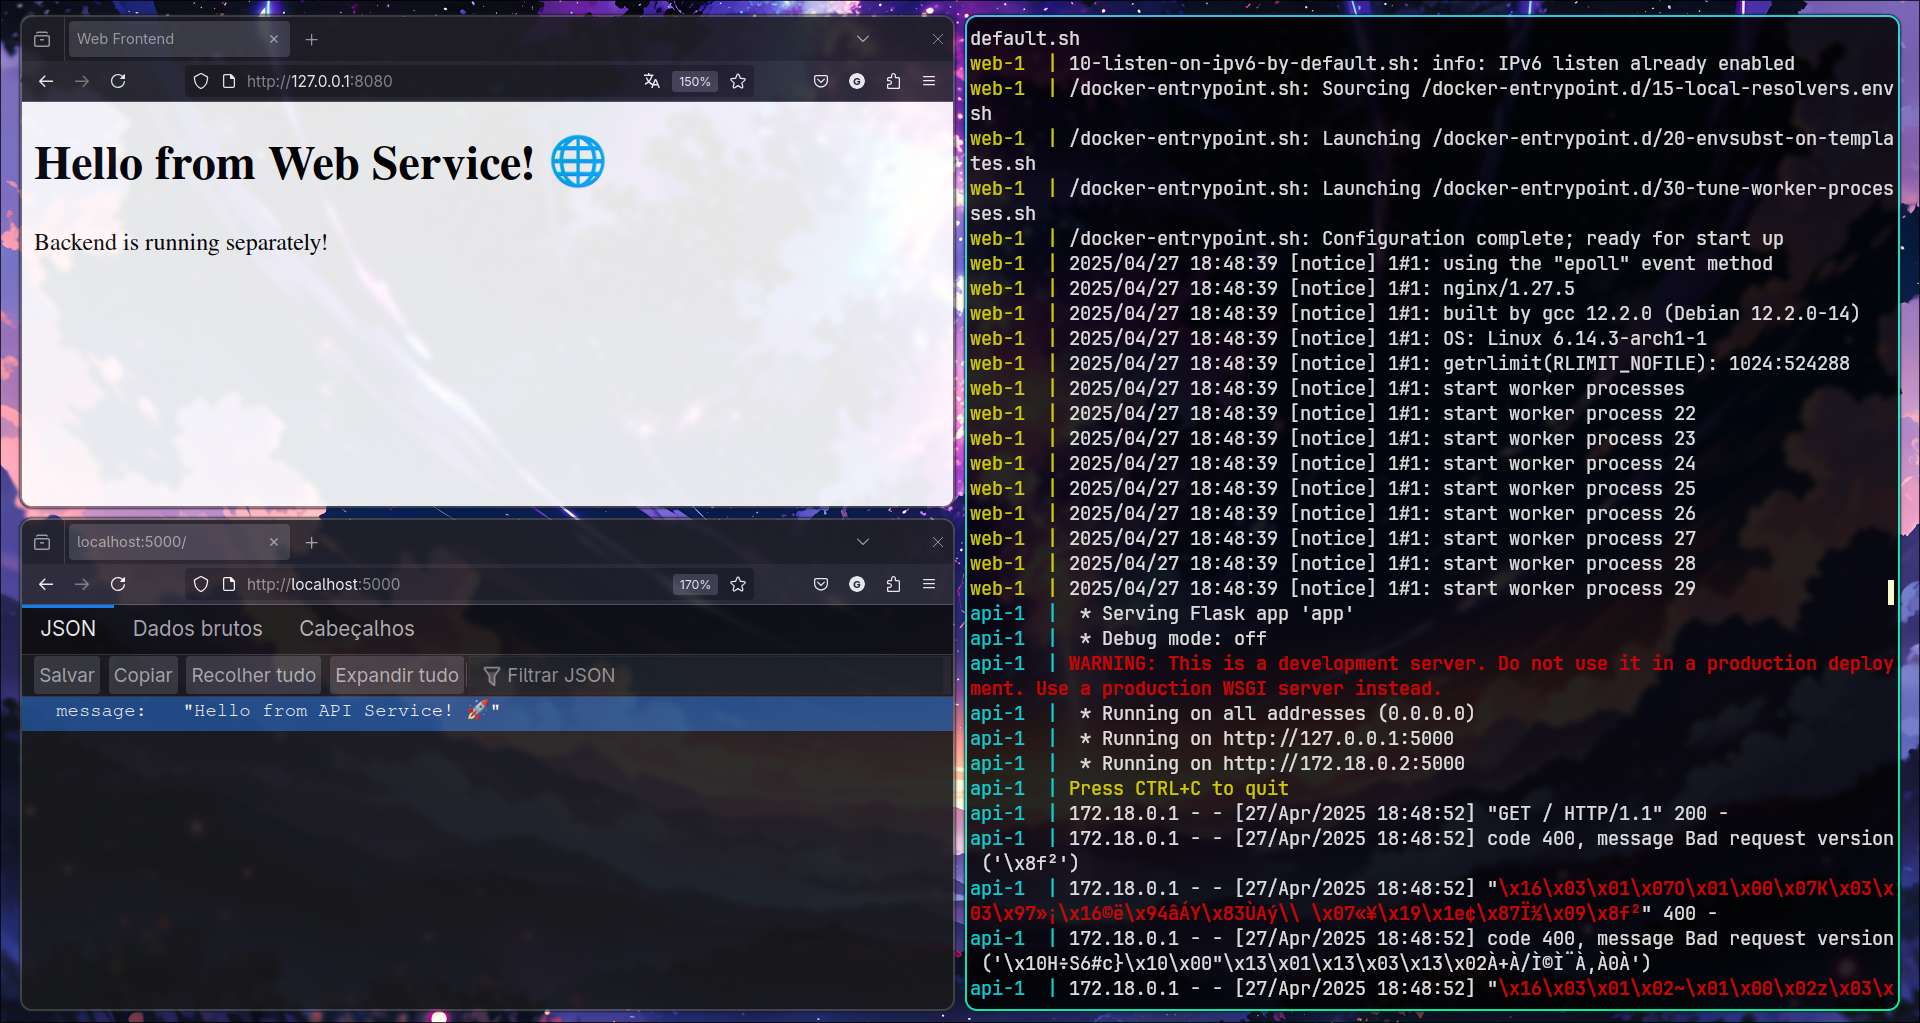 Web Frontend
http://127.0.0.1:8080
150%
Hello from Web Service! 🌐
Backend is running separately!
localhost:5000/
http://localhost:5000
170%
JSON Dados brutos Cabeçalhos
Salvar Copiar Recolher tudo Expandir tudo Filtrar JSON
message: "Hello from API Service! 🚀"
default.sh
web-1 | 10-listen-on-ipv6-by-default.sh: info: IPv6 listen already enabled
web-1 | /docker-entrypoint.sh: Sourcing /docker-entrypoint.d/15-local-resolvers.env
sh
web-1 | /docker-entrypoint.sh: Launching /docker-entrypoint.d/20-envsubst-on-templa
tes.sh
web-1 | /docker-entrypoint.sh: Launching /docker-entrypoint.d/30-tune-worker-proces
ses.sh
web-1 | /docker-entrypoint.sh: Configuration complete; ready for start up
web-1 | 2025/04/27 18:48:39 [notice] 1#1: using the "epoll" event method
web-1 | 2025/04/27 18:48:39 [notice] 1#1: nginx/1.27.5
web-1 | 2025/04/27 18:48:39 [notice] 1#1: built by gcc 12.2.0 (Debian 12.2.0-14)
web-1 | 2025/04/27 18:48:39 [notice] 1#1: OS: Linux 6.14.3-arch1-1
web-1 | 2025/04/27 18:48:39 [notice] 1#1: getrlimit(RLIMIT_NOFILE): 1024:524288
web-1 | 2025/04/27 18:48:39 [notice] 1#1: start worker processes
web-1 | 2025/04/27 18:48:39 [notice] 1#1: start worker process 22
web-1 | 2025/04/27 18:48:39 [notice] 1#1: start worker process 23
web-1 | 2025/04/27 18:48:39 [notice] 1#1: start worker process 24
web-1 | 2025/04/27 18:48:39 [notice] 1#1: start worker process 25
web-1 | 2025/04/27 18:48:39 [notice] 1#1: start worker process 26
web-1 | 2025/04/27 18:48:39 [notice] 1#1: start worker process 27
web-1 | 2025/04/27 18:48:39 [notice] 1#1: start worker process 28
web-1 | 2025/04/27 18:48:39 [notice] 1#1: start worker process 29
api-1 | * Serving Flask app 'app'
api-1 | * Debug mode: off
api-1 | WARNING: This is a development server. Do not use it in a production deploy
ment. Use a production WSGI server instead.
api-1 | * Running on all addresses (0.0.0.0)
api-1 | * Running on http://127.0.0.1:5000
api-1 | * Running on http://172.18.0.2:5000
api-1 | Press CTRL+C to quit
api-1 | 172.18.0.1 - - [27/Apr/2025 18:48:52] "GET / HTTP/1.1" 200 -
api-1 | 172.18.0.1 - - [27/Apr/2025 18:48:52] code 400, message Bad request version
('\x8f²')
api-1 | 172.18.0.1 - - [27/Apr/2025 18:48:52] "\x16\x03\x01\x07O\x01\x00\x07K\x03\x
03\x97»¡\x16©ë\x94âÁY\x83ÙAý\\ \x07«¥\x19\x1e¢\x87Ï½\x09\x8f²" 400 -
api-1 | 172.18.0.1 - - [27/Apr/2025 18:48:52] code 400, message Bad request version
('\x10H÷S6#c}\x10\x00"\x13\x01\x13\x03\x13\x02À+À/Ì©Ì¨À,À0À')
api-1 | 172.18.0.1 - - [27/Apr/2025 18:48:52] "\x16\x03\x01\x02~\x01\x00\x02z\x03\x